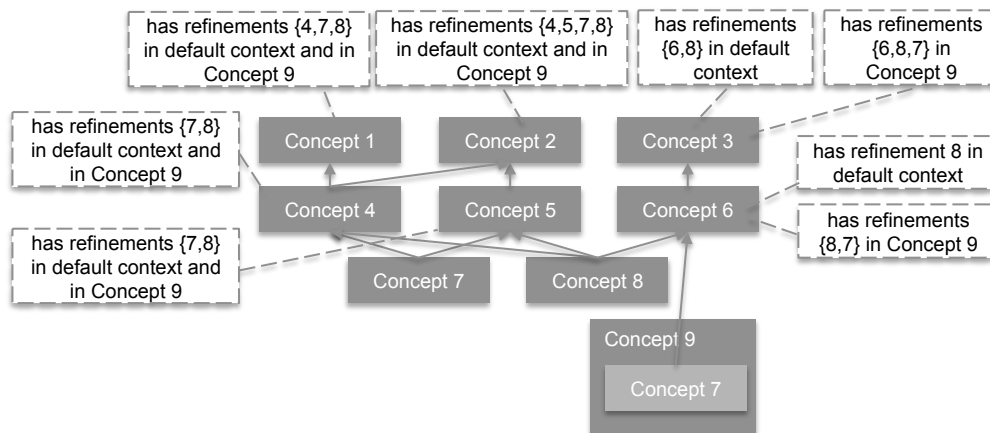 has refinements {4,7,8}
in default context and in
Concept 9
has refinements {4,5,7,8}
in default context and in
Concept 9
has refinements
{6,8} in default
context
has refinements
{6,8,7} in
Concept 9
has refinements {7,8}
in default context and
in Concept 9
Concept 1
Concept 2
Concept 3
has refinement 8 in
default context
Concept 4
Concept 5
Concept 6
has refinements
{8,7} in Concept 9
has refinements {7,8}
in default context and
in Concept 9
Concept 7
Concept 8
Concept 9
Concept 7